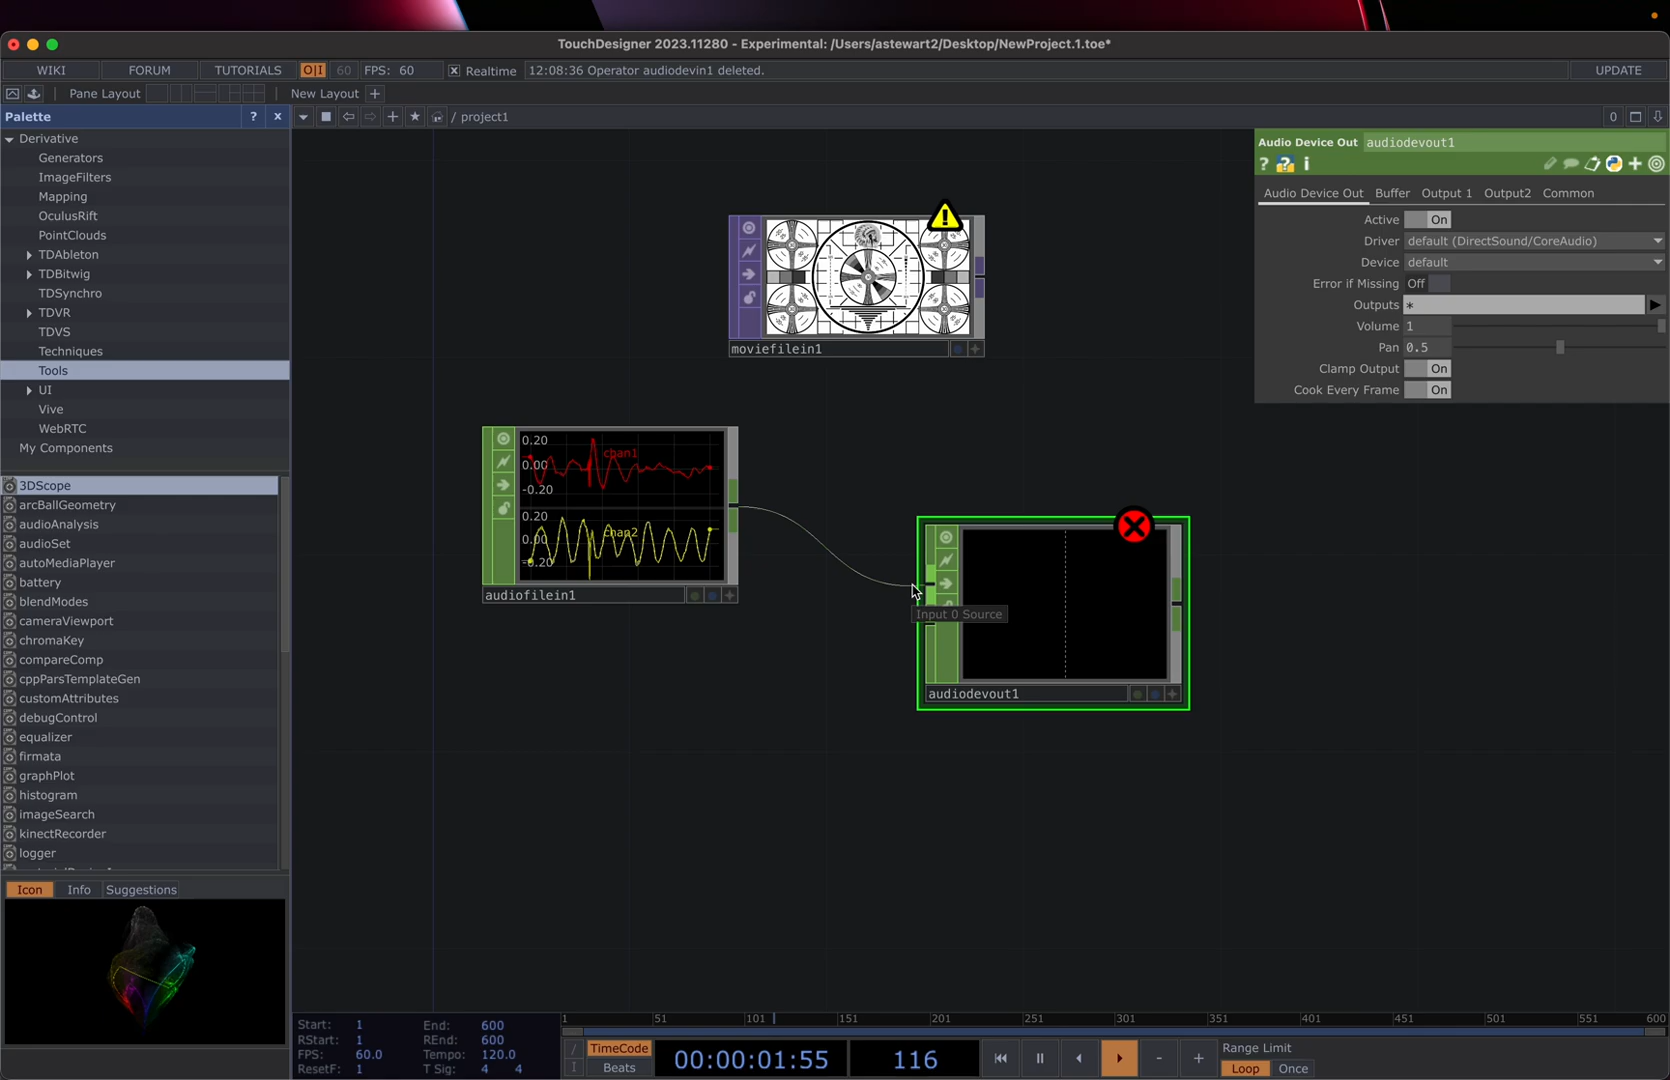 TouchDesigner 2023.11280 - Experimental: /Users/astewart2/Desktop/NewProject.1.toe*
WIKI FORUM TUTORIALS O|I 60 FPS: 60 Realtime 12:08:36 Operator audiodevin1 deleted. UPDATE
Pane Layout New Layout +
Palette ? x
/ project1 0
Derivative
Generators
ImageFilters
Mapping
OculusRift
PointClouds
TDAbleton
TDBitwig
TDSynchro
TDVR
TDVS
Techniques
Tools
UI
Vive
WebRTC
My Components
3DScope
arcBallGeometry
audioAnalysis
audioSet
autoMediaPlayer
battery
blendModes
cameraViewport
chromaKey
compareComp
cppParsTemplateGen
customAttributes
debugControl
equalizer
firmata
graphPlot
histogram
imageSearch
kinectRecorder
logger
Icon Info Suggestions
moviefilein1
0.20
chan1
0.00
-0.20
0.20
chan2
0.00
-0.20
audiofilein1
Input 0 Source
audiodevout1
Audio Device Out audiodevout1
? ? i
Audio Device Out Buffer Output 1 Output2 Common
Active On
Driver default (DirectSound/CoreAudio)
Device default
Error if Missing Off
Outputs *
Volume 1
Pan 0.5
Clamp Output On
Cook Every Frame On
Start: 1 End: 600
RStart: 1 REnd: 600
FPS: 60.0 Tempo: 120.0
ResetF: 1 T Sig: 4 4
1 51 101 151 201 251 301 351 401 451 501 551 600
TimeCode
Beats
00:00:01:55 116
- +
Range Limit
Loop Once